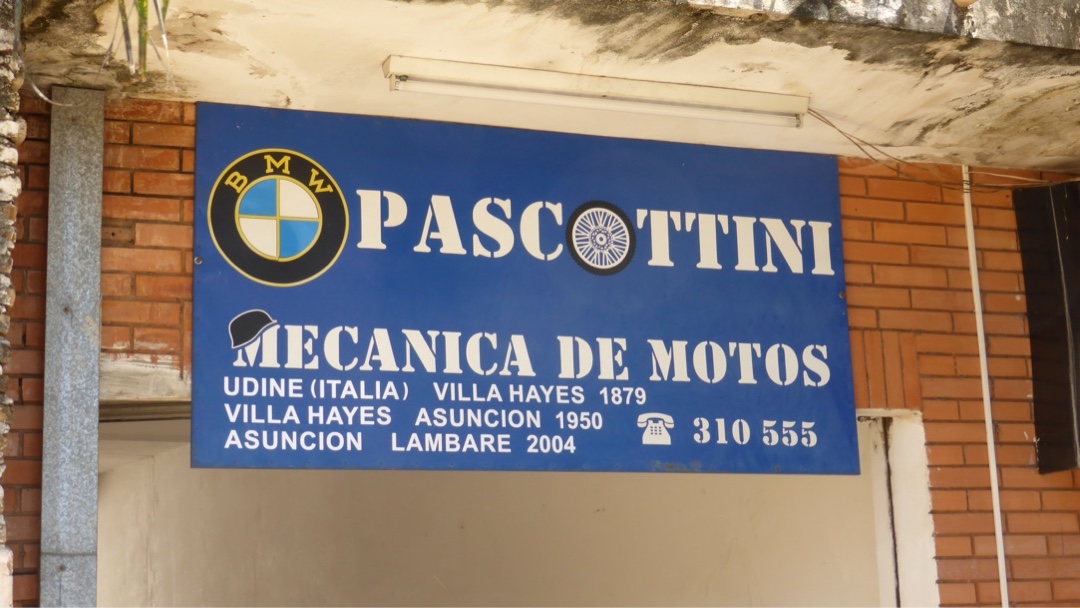 BMW
PASCOTTINI
MECANICA DE MOTOS
UDINE (ITALIA) VILLA HAYES 1879
VILLA HAYES ASUNCION 1950
ASUNCION LAMBARE 2004
310 555